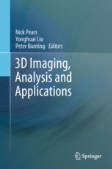 Nick Pears
Yonghuai Liu
Peter Bunting Editors
3D Imaging,
Analysis and
Applications
Springer